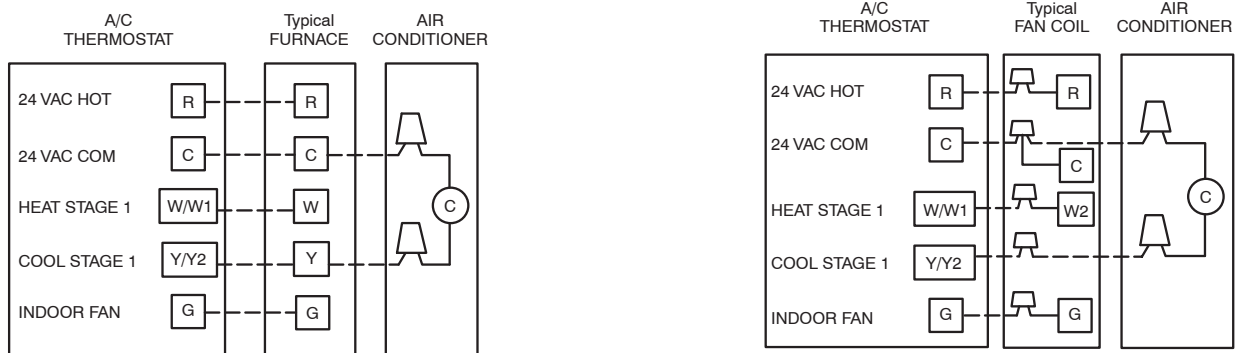 A/C
THERMOSTAT
Typical
FURNACE
AIR
CONDITIONER
24 VAC HOT
R
R
24 VAC COM
C
C
HEAT STAGE 1
W/W1
W
C
COOL STAGE 1
Y/Y2
Y
INDOOR FAN
G
G
A/C
THERMOSTAT
Typical
FAN COIL
AIR
CONDITIONER
24 VAC HOT
R
R
24 VAC COM
C
C
HEAT STAGE 1
W/W1
W2
C
COOL STAGE 1
Y/Y2
INDOOR FAN
G
G